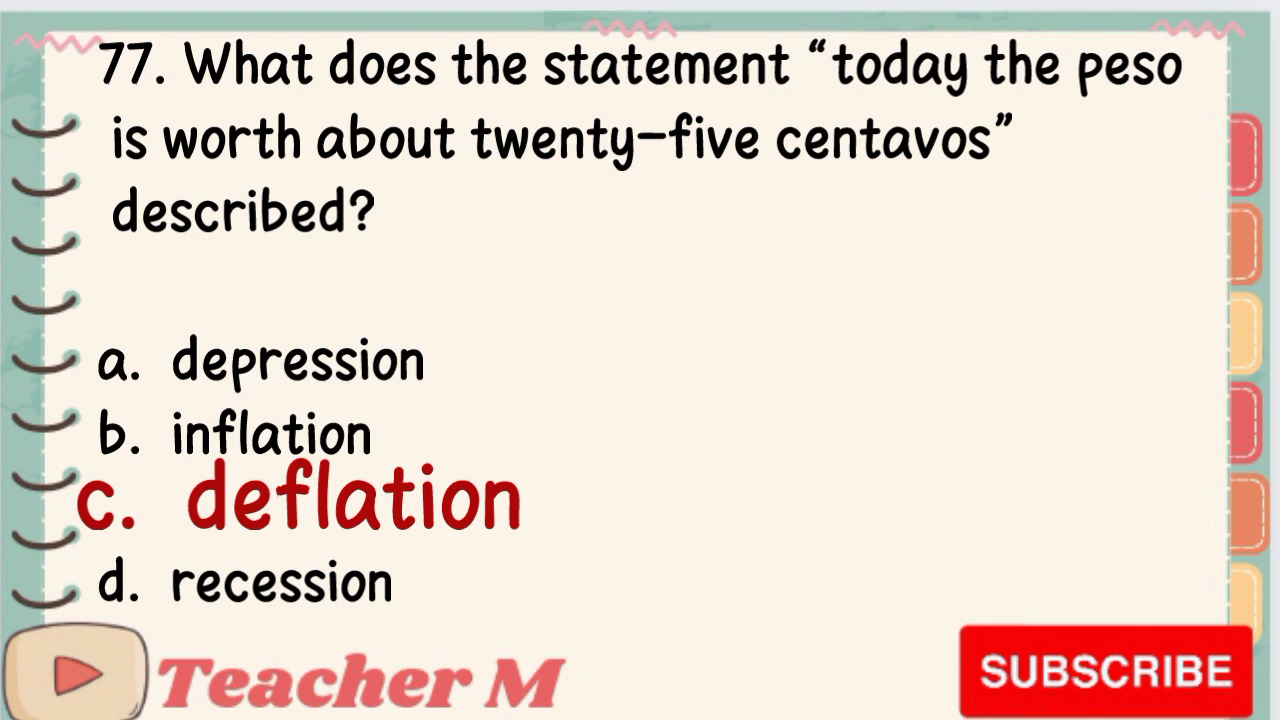 77. What does the statement “today the peso
is worth about twenty-five centavos”
described?
a. depression
b. inflation
c. deflation
d. recession
Teacher M
SUBSCRIBE